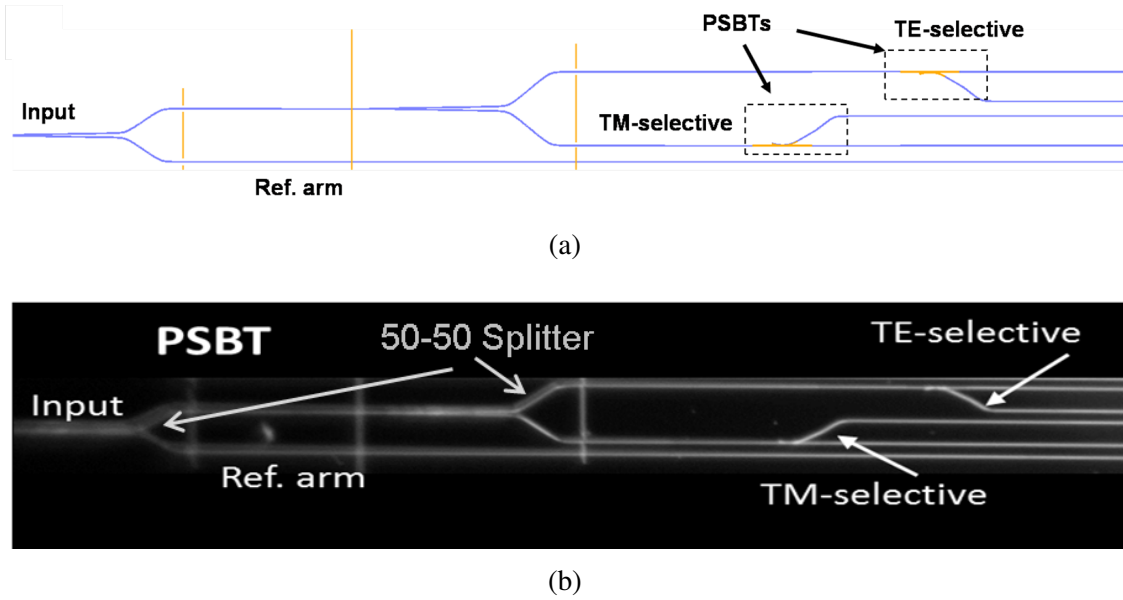 PSBTs
TE-selective
Input
TM-selective
Ref. arm
(a)
PSBT
50-50 Splitter
TE-selective
Input
Ref. arm
TM-selective
(b)